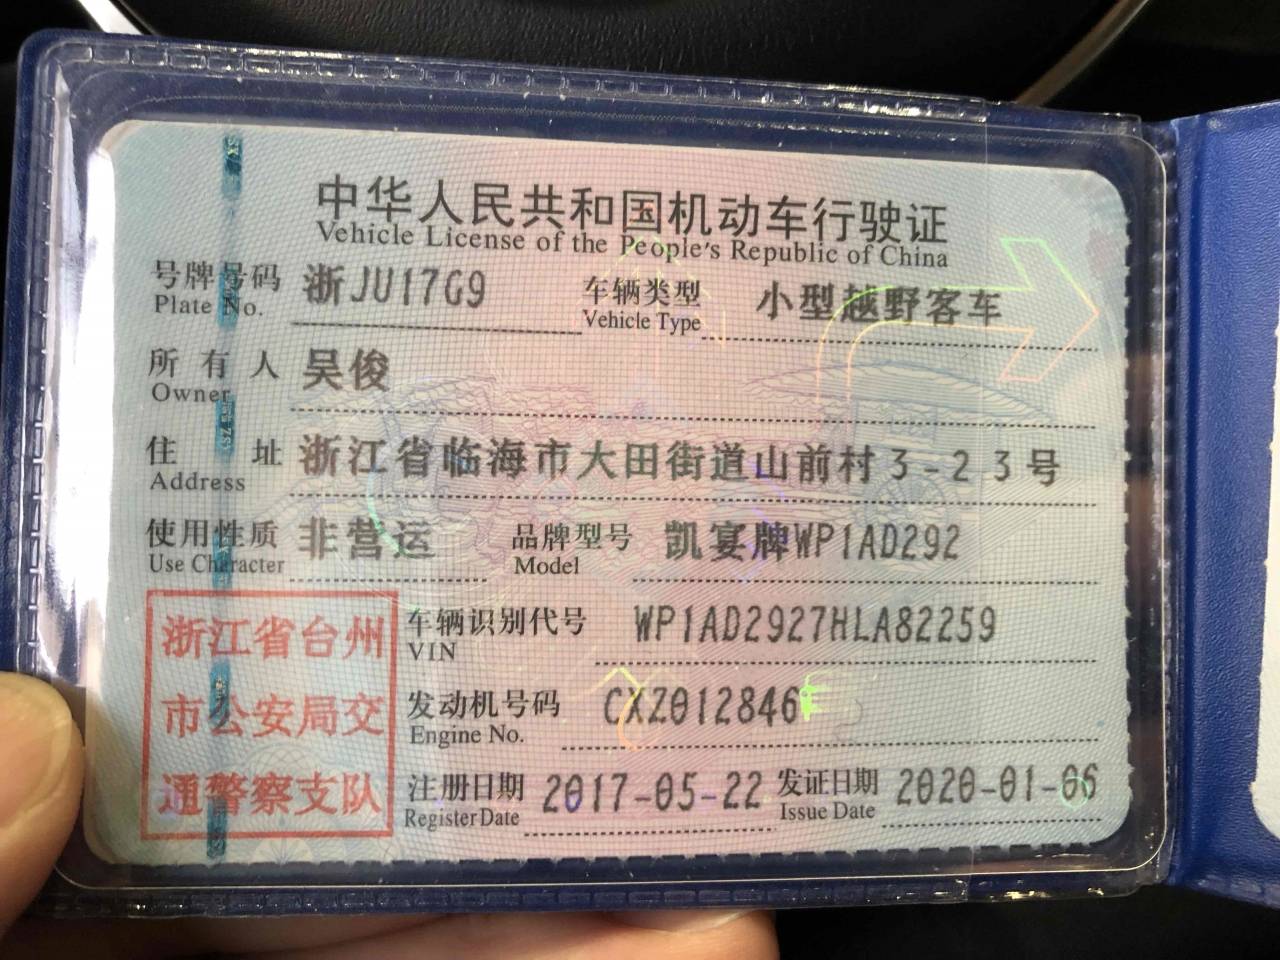 中华人民共和国机动车行驶证
Vehicle License of the People's Republic of China
号牌号码 浙JU17G9 车辆类型 小型越野客车
Plate No. Vehicle Type
所有人 吴俊
Owner
住址 浙江省临海市大田街道山前村3-23号
Address
使用性质 非营运 品牌型号 凯宴牌WP1AD292
Use Character Model
浙江省台州
市公安局交
通警察支队
车辆识别代号 WP1AD2927HLA82259
VIN
发动机号码 CXZ012846
Engine No.
注册日期 2017-05-22 发证日期 2020-01-06
Register Date Issue Date